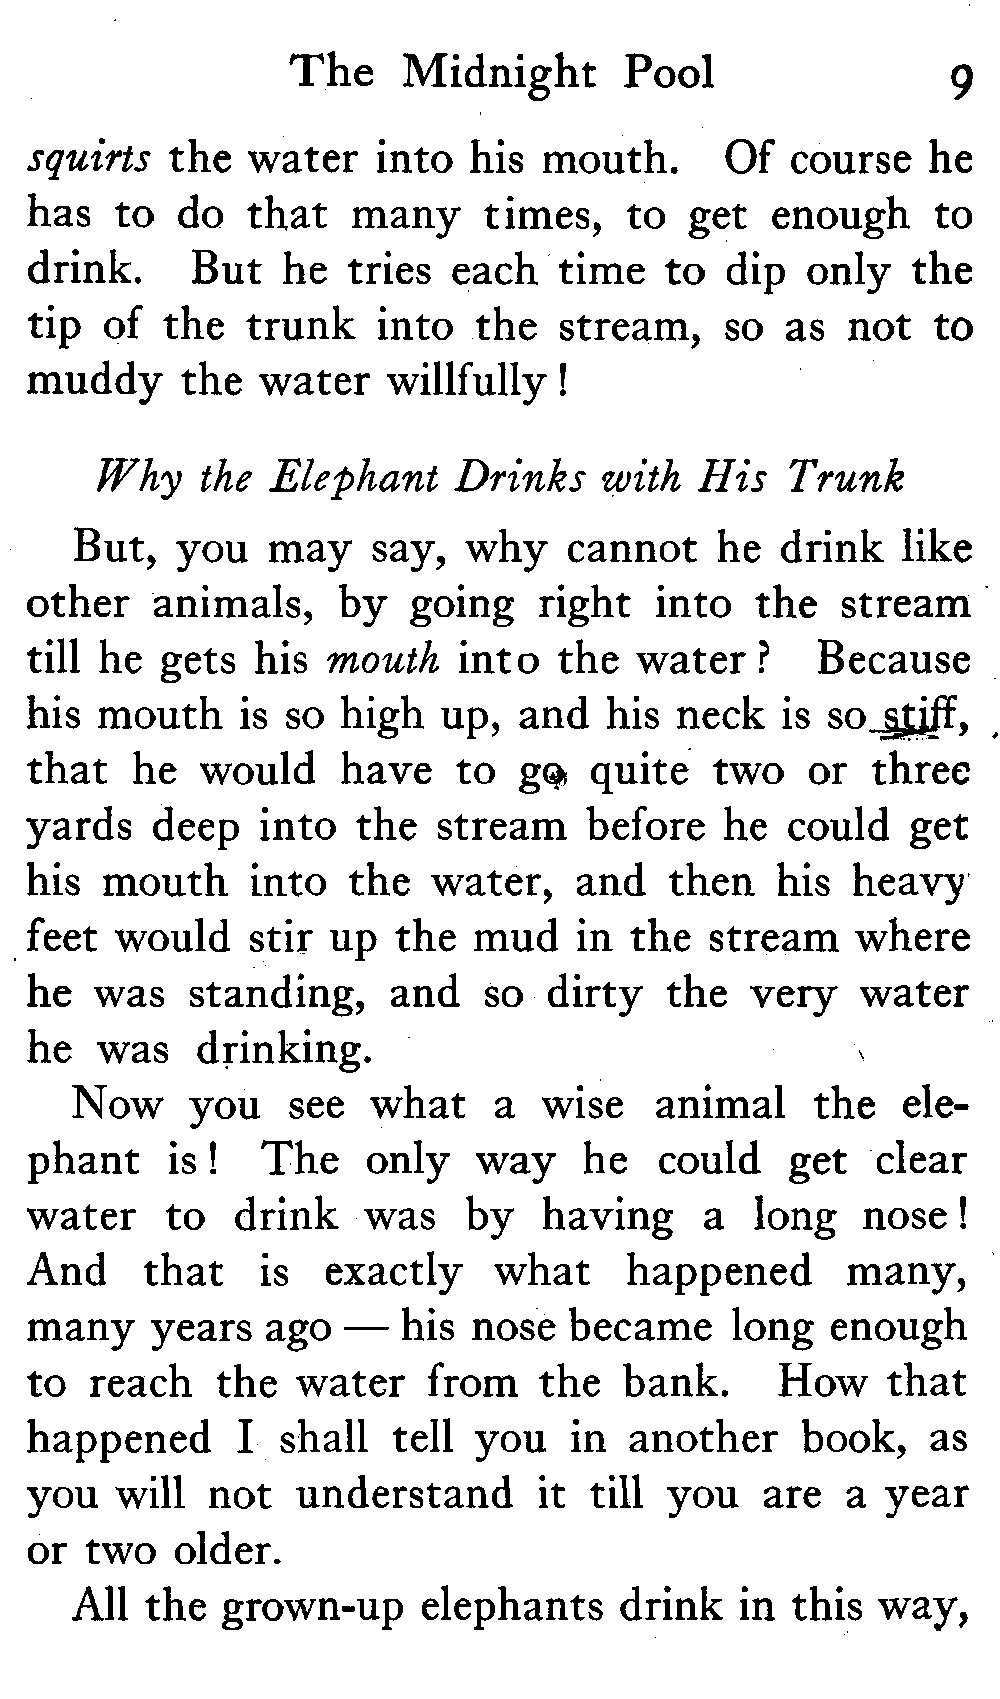 The Midnight Pool 9
squirts the water into his mouth. Of course he
has to do that many times, to get enough to
drink. But he tries each time to dip only the
tip of the trunk into the stream, so as not to
muddy the water willfully !
Why the Elephant Drinks with His Trunk
But, you may say, why cannot he drink like
other animals, by going right into the stream
till he gets his mouth into the water ? Because
his mouth is so high up, and his neck is so stiff,
that he would have to go quite two or three
yards deep into the stream before he could get
his mouth into the water, and then his heavy
feet would stir up the mud in the stream where
he was standing, and so dirty the very water
he was drinking.
Now you see what a wise animal the ele-
phant is ! The only way he could get clear
water to drink was by having a long nose !
And that is exactly what happened many,
many years ago — his nose became long enough
to reach the water from the bank. How that
happened I shall tell you in another book, as
you will not understand it till you are a year
or two older.
All the grown-up elephants drink in this way,